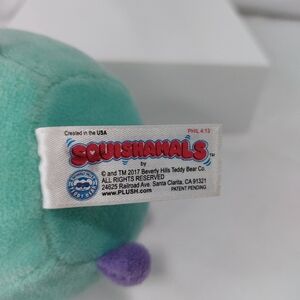 Created in the USA
PHIL 4:13
SQUISHAMALS™
by
© and TM 2017 Beverly Hills Teddy Bear Co.
ALL RIGHTS RESERVED
24625 Railroad Ave. Santa Clarita, CA 91321
www.PLUSH.com
PATENT PENDING